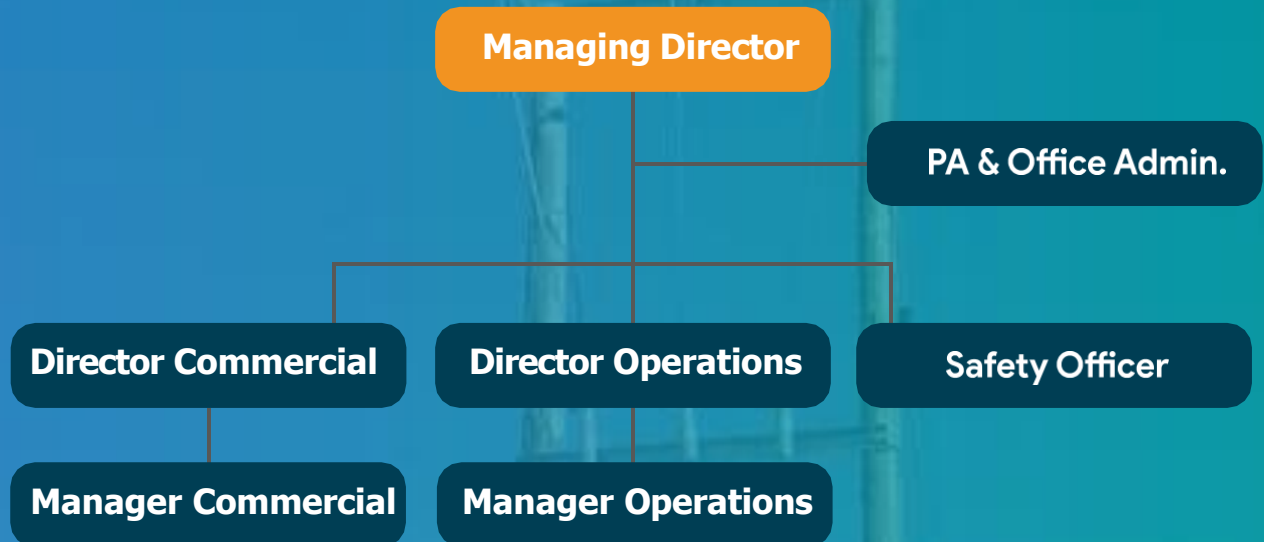 Managing Director
PA & Office Admin.
Director Commercial
Director Operations
Safety Officer
Manager Commercial
Manager Operations